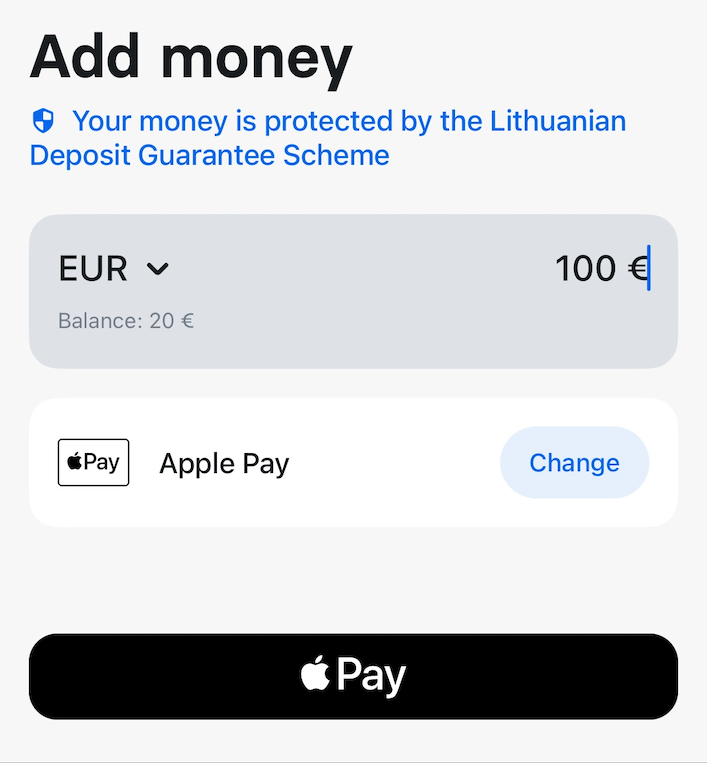 Add money
Your money is protected by the Lithuanian
Deposit Guarantee Scheme
EUR 100 €
Balance: 20 €
Pay Apple Pay Change
Pay